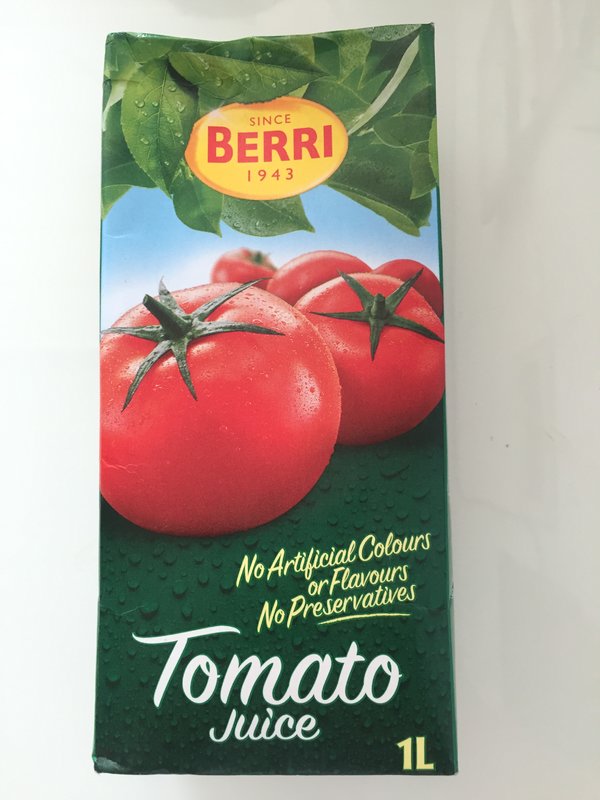 SINCE
BERRI
1943
No Artificial Colours
or Flavours
No Preservatives
Tomato
Juice
1L